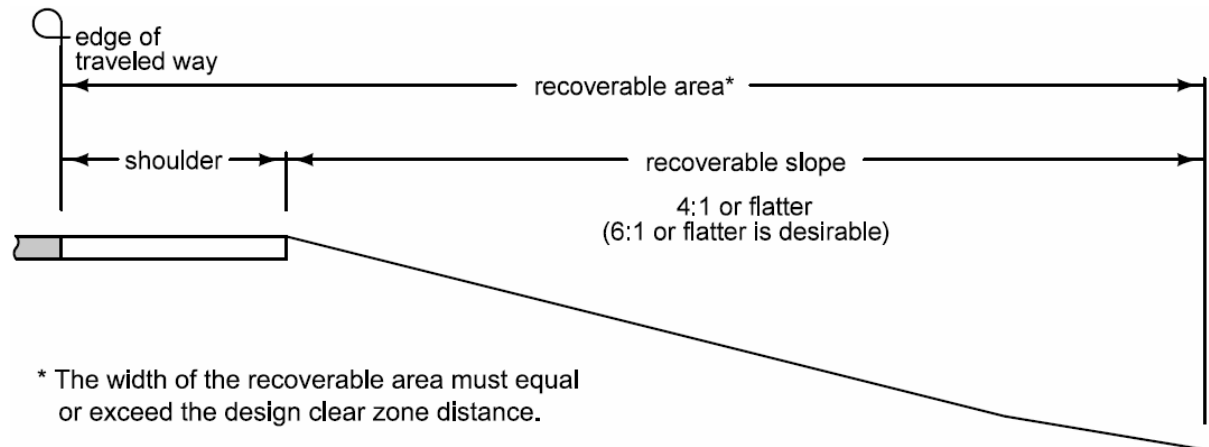 edge of
traveled way
recoverable area*
shoulder
recoverable slope
4:1 or flatter
(6:1 or flatter is desirable)
* The width of the recoverable area must equal
or exceed the design clear zone distance.